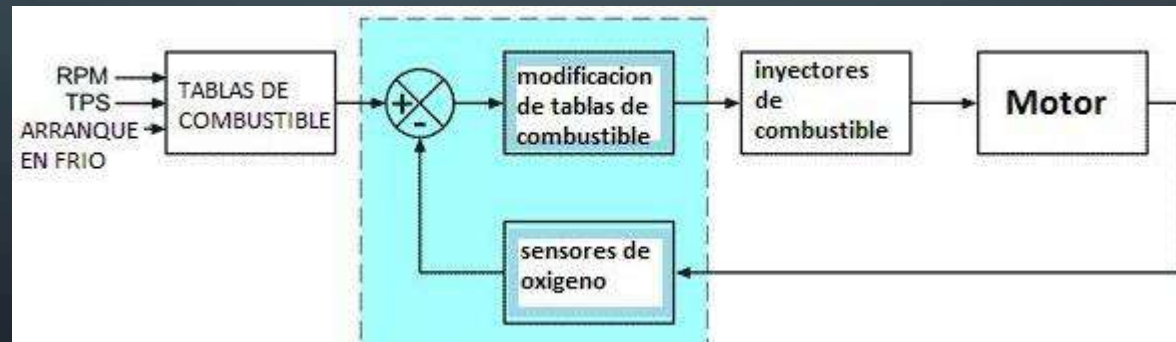 RPM
TPS
ARRANQUE
EN FRIO
TABLAS DE
COMBUSTIBLE
+
-
modificacion
de tablas de
combustible
inyectores
de
combustible
Motor
sensores de
oxigeno